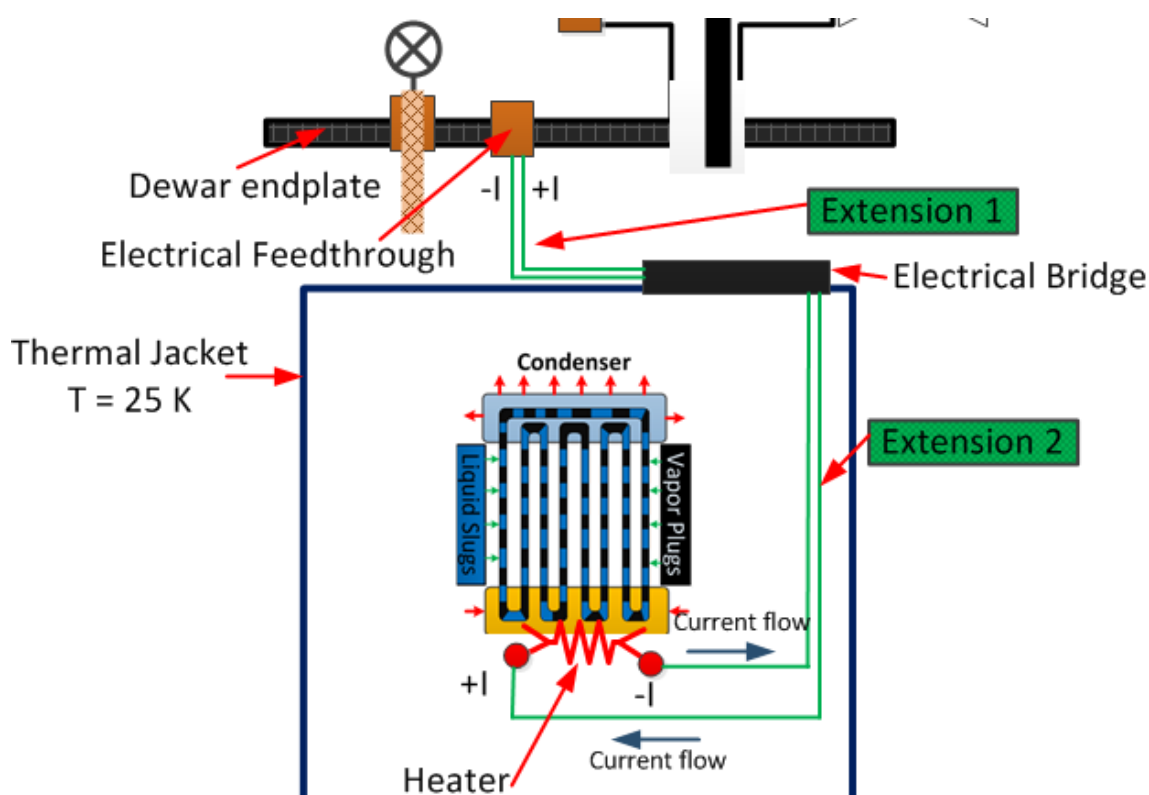 Dewar endplate
-I
+I
Extension 1
Electrical Feedthrough
Electrical Bridge
Thermal Jacket
T = 25 K
Condenser
Extension 2
Liquid Slugs
Vapor Plugs
Current flow
+I
-I
Current flow
Heater